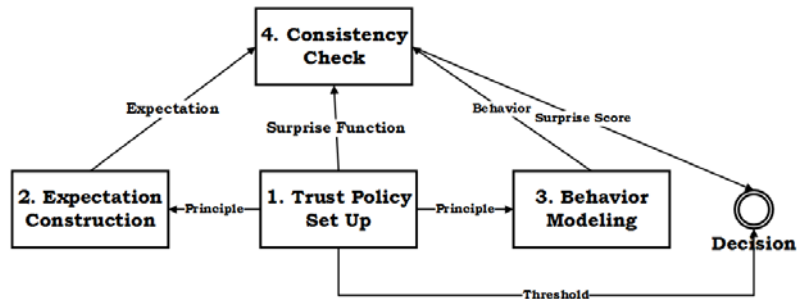 4. Consistency
Check
Expectation
Behavior
Surprise Score
Surprise Function
2. Expectation
Construction
Principle
1. Trust Policy
Set Up
Principle
3. Behavior
Modeling
Decision
Threshold